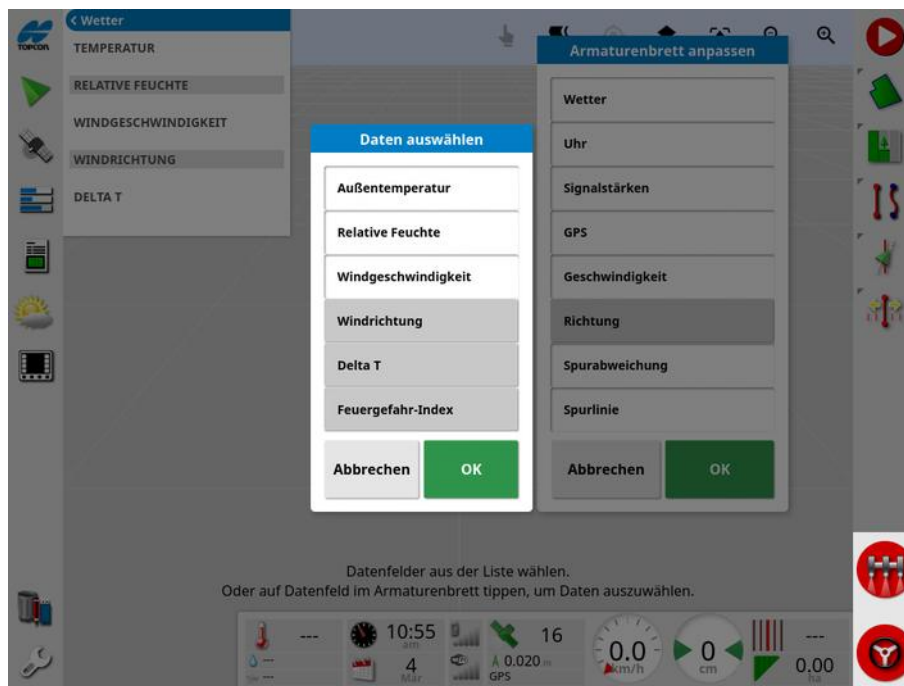 TOPCON
Wetter
TEMPERATUR
RELATIVE FEUCHTE
WINDGESCHWINDIGKEIT
WINDRICHTUNG
DELTA T
Daten auswählen
Außentemperatur
Relative Feuchte
Windgeschwindigkeit
Windrichtung
Delta T
Feuergefahr-Index
Abbrechen
OK
Armaturenbrett anpassen
Wetter
Uhr
Signalstärken
GPS
Geschwindigkeit
Richtung
Spurabweichung
Spurlinie
Abbrechen
OK
Datenfelder aus der Liste wählen.
Oder auf Datenfeld im Armaturenbrett tippen, um Daten auszuwählen.
---
---
---
10:55
am
4
Mär
16
0.020 m
GPS
0.0
km/h
0
cm
---
0.00
ha